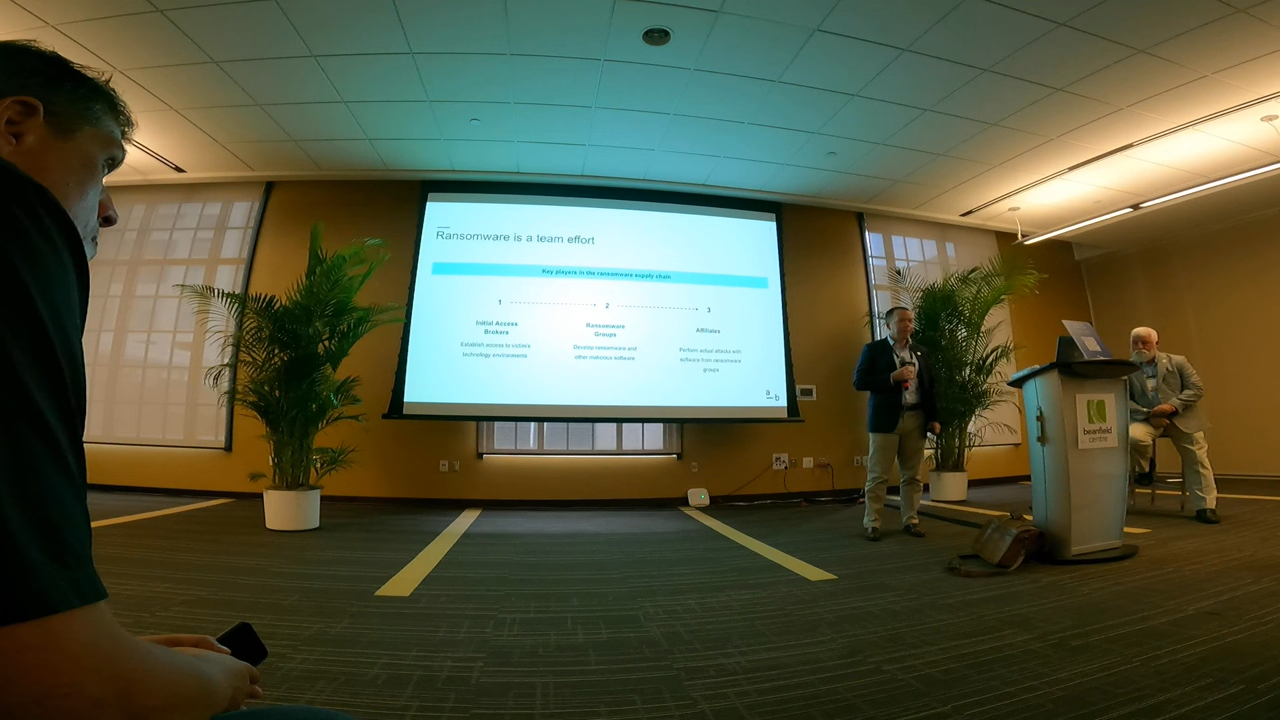 Ransomware is a team effort
Key players in the ransomware supply chain
1
2
3
Initial Access
Brokers
Establish access to victim's
technology environments
Ransomware
Groups
Develop ransomware and
other malicious software
Affiliates
Perform actual attacks with
software from ransomware
groups
a
b
beanfield
centre